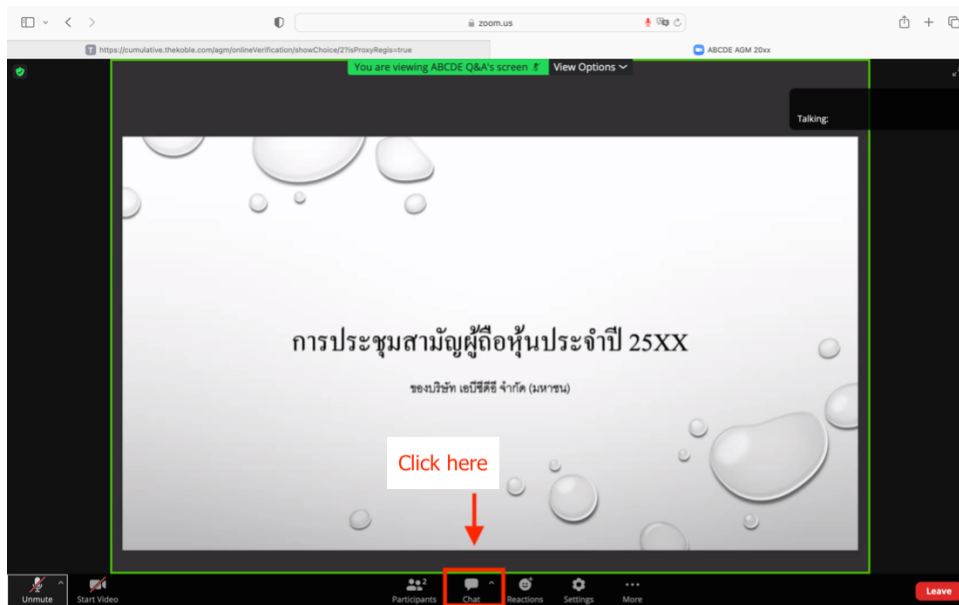 zoom.us
T https://cumulative.thekoble.com/agm/onlineVerification/showChoice/2?isProxyRegis=true
ABCDE AGM 20xx
You are viewing ABCDE Q&A's screen
View Options
Talking:
การประชุมสามัญผู้ถือหุ้นประจำปี 25XX
ของบริษัท เอบีซีดีอี จำกัด (มหาชน)
Click here
2
Unmute
Start Video
Participants
Chat
Reactions
Settings
More
Leave